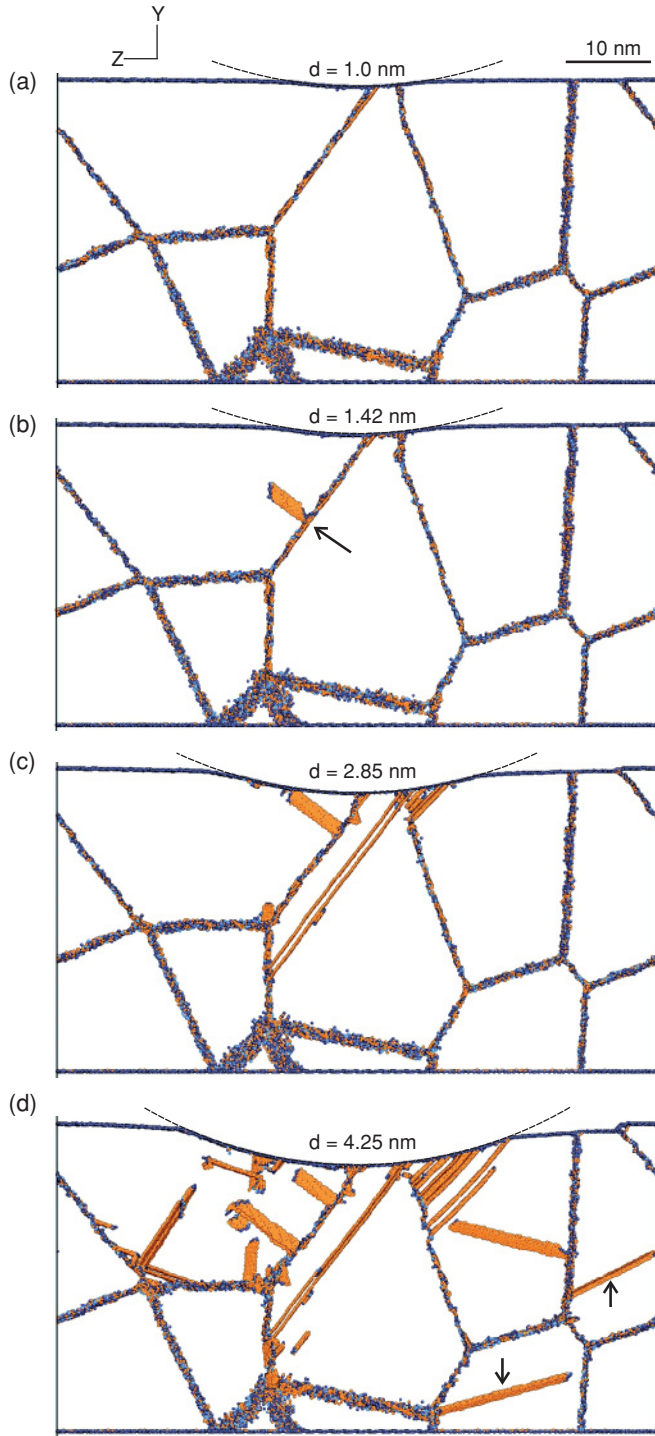 Y
Z
10 nm
(a)
d = 1.0 nm
(b)
d = 1.42 nm
(c)
d = 2.85 nm
(d)
d = 4.25 nm